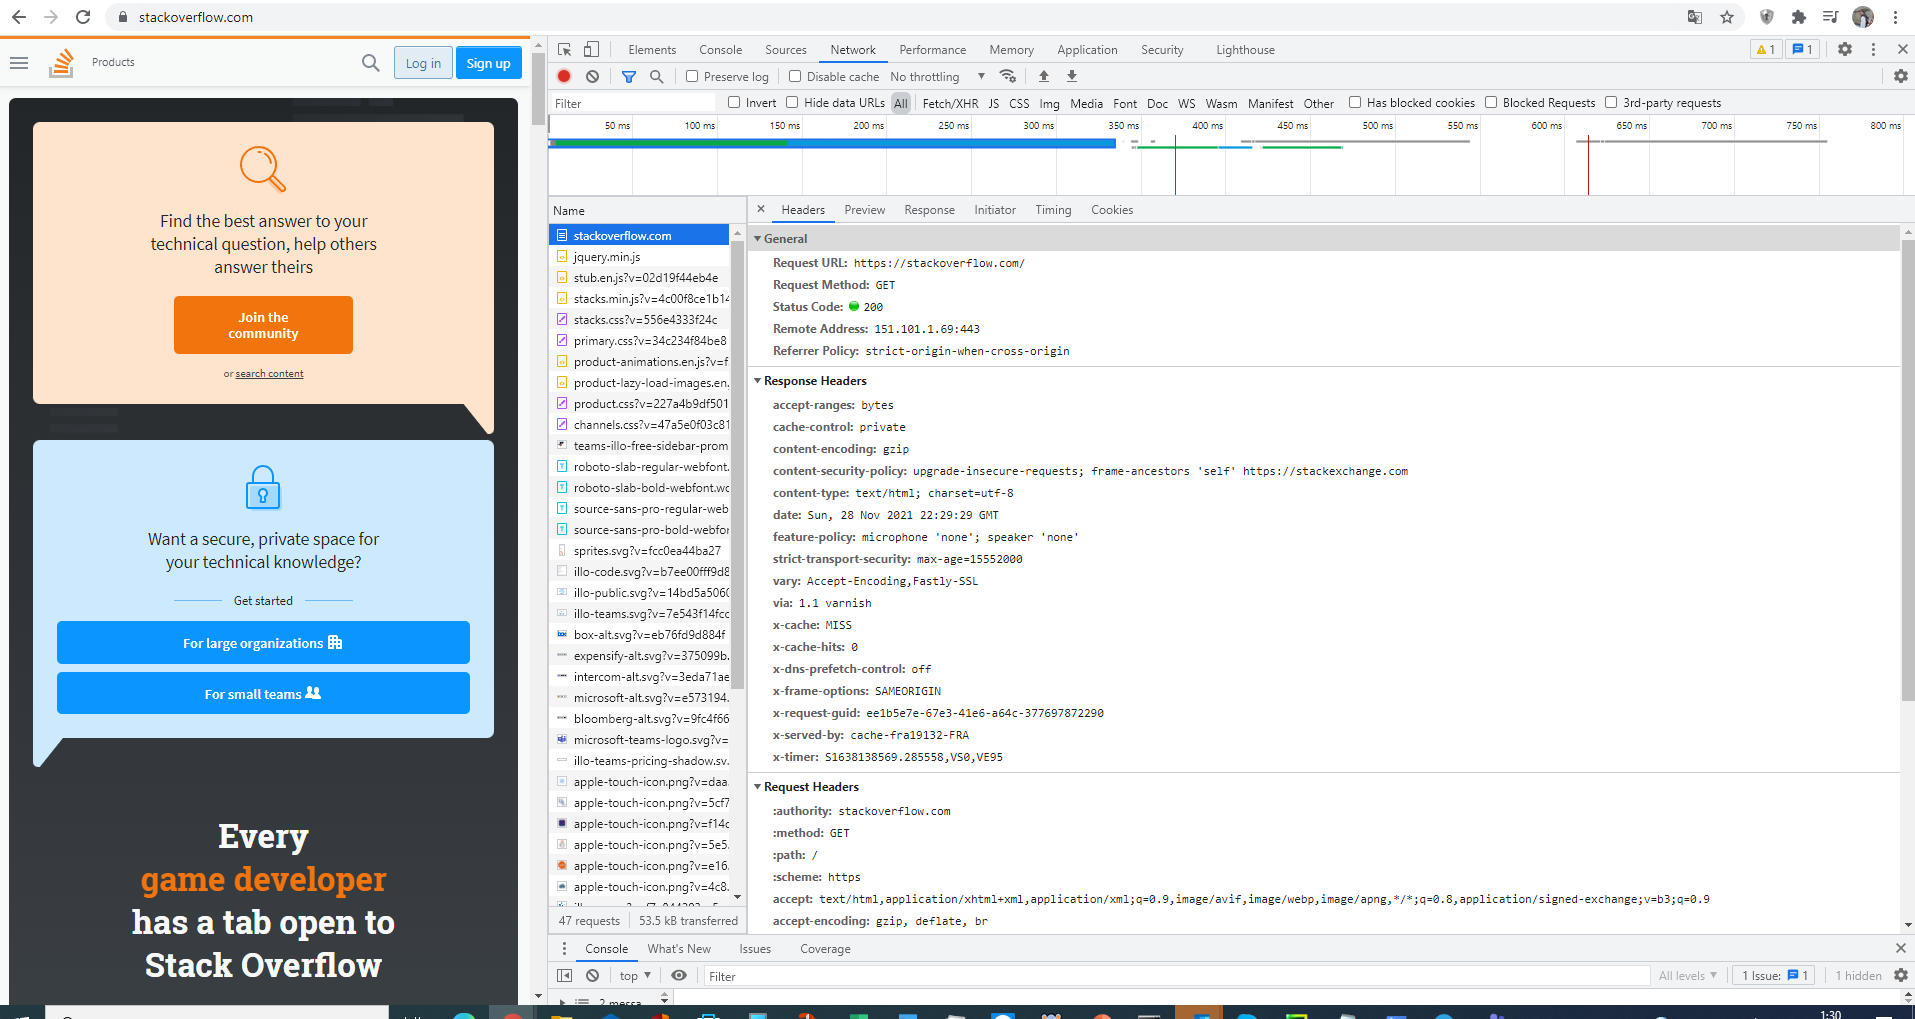 stackoverflow.com
Products
Log in
Sign up
Find the best answer to your
technical question, help others
answer theirs
Join the
community
or search content
Want a secure, private space for
your technical knowledge?
Get started
For large organizations
For small teams
Every
game developer
has a tab open to
Stack Overflow
Elements Console Sources Network Performance Memory Application Security Lighthouse
1 1
Preserve log Disable cache No throttling
Filter Invert Hide data URLs All Fetch/XHR JS CSS Img Media Font Doc WS Wasm Manifest Other Has blocked cookies Blocked Requests 3rd-party requests
50 ms 100 ms 150 ms 200 ms 250 ms 300 ms 350 ms 400 ms 450 ms 500 ms 550 ms 600 ms 650 ms 700 ms 750 ms 800 ms
Name
stackoverflow.com
jquery.min.js
stub.en.js?v=02d19f44eb4e
stacks.min.js?v=4c00f8ce1b14
stacks.css?v=556e4333f24c
primary.css?v=34c234f84be8
product-animations.en.js?v=f
product-lazy-load-images.en.
product.css?v=227a4b9df501
channels.css?v=47a5e0f03c81
teams-illo-free-sidebar-prom
roboto-slab-regular-webfont.
roboto-slab-bold-webfont.wo
source-sans-pro-regular-web
source-sans-pro-bold-webfor
sprites.svg?v=fcc0ea44ba27
illo-code.svg?v=b7ee00fff9d8
illo-public.svg?v=14bd5a5060
illo-teams.svg?v=7e543f14fcc
box-alt.svg?v=eb76fd9d884f
expensify-alt.svg?v=375099b.
intercom-alt.svg?v=3eda71ae
microsoft-alt.svg?v=e573194.
bloomberg-alt.svg?v=9fc4f66
microsoft-teams-logo.svg?v=
illo-teams-pricing-shadow.sv.
apple-touch-icon.png?v=daa.
apple-touch-icon.png?v=5cf7
apple-touch-icon.png?v=f14c
apple-touch-icon.png?v=5e5.
apple-touch-icon.png?v=e16.
apple-touch-icon.png?v=4c8.
47 requests 53.5 kB transferred
Headers Preview Response Initiator Timing Cookies
General
Request URL: https://stackoverflow.com/
Request Method: GET
Status Code: 200
Remote Address: 151.101.1.69:443
Referrer Policy: strict-origin-when-cross-origin
Response Headers
accept-ranges: bytes
cache-control: private
content-encoding: gzip
content-security-policy: upgrade-insecure-requests; frame-ancestors 'self' https://stackexchange.com
content-type: text/html; charset=utf-8
date: Sun, 28 Nov 2021 22:29:29 GMT
feature-policy: microphone 'none'; speaker 'none'
strict-transport-security: max-age=15552000
vary: Accept-Encoding,Fastly-SSL
via: 1.1 varnish
x-cache: MISS
x-cache-hits: 0
x-dns-prefetch-control: off
x-frame-options: SAMEORIGIN
x-request-guid: ee1b5e7e-67e3-41e6-a64c-377697872290
x-served-by: cache-fra19132-FRA
x-timer: S1638138569.285558,VS0,VE95
Request Headers
:authority: stackoverflow.com
:method: GET
:path: /
:scheme: https
accept: text/html,application/xhtml+xml,application/xml;q=0.9,image/avif,image/webp,image/apng,*/*;q=0.8,application/signed-exchange;v=b3;q=0.9
accept-encoding: gzip, deflate, br
Console What's New Issues Coverage
top Filter All levels 1 Issue: 1 1 hidden
2 messa
1:30